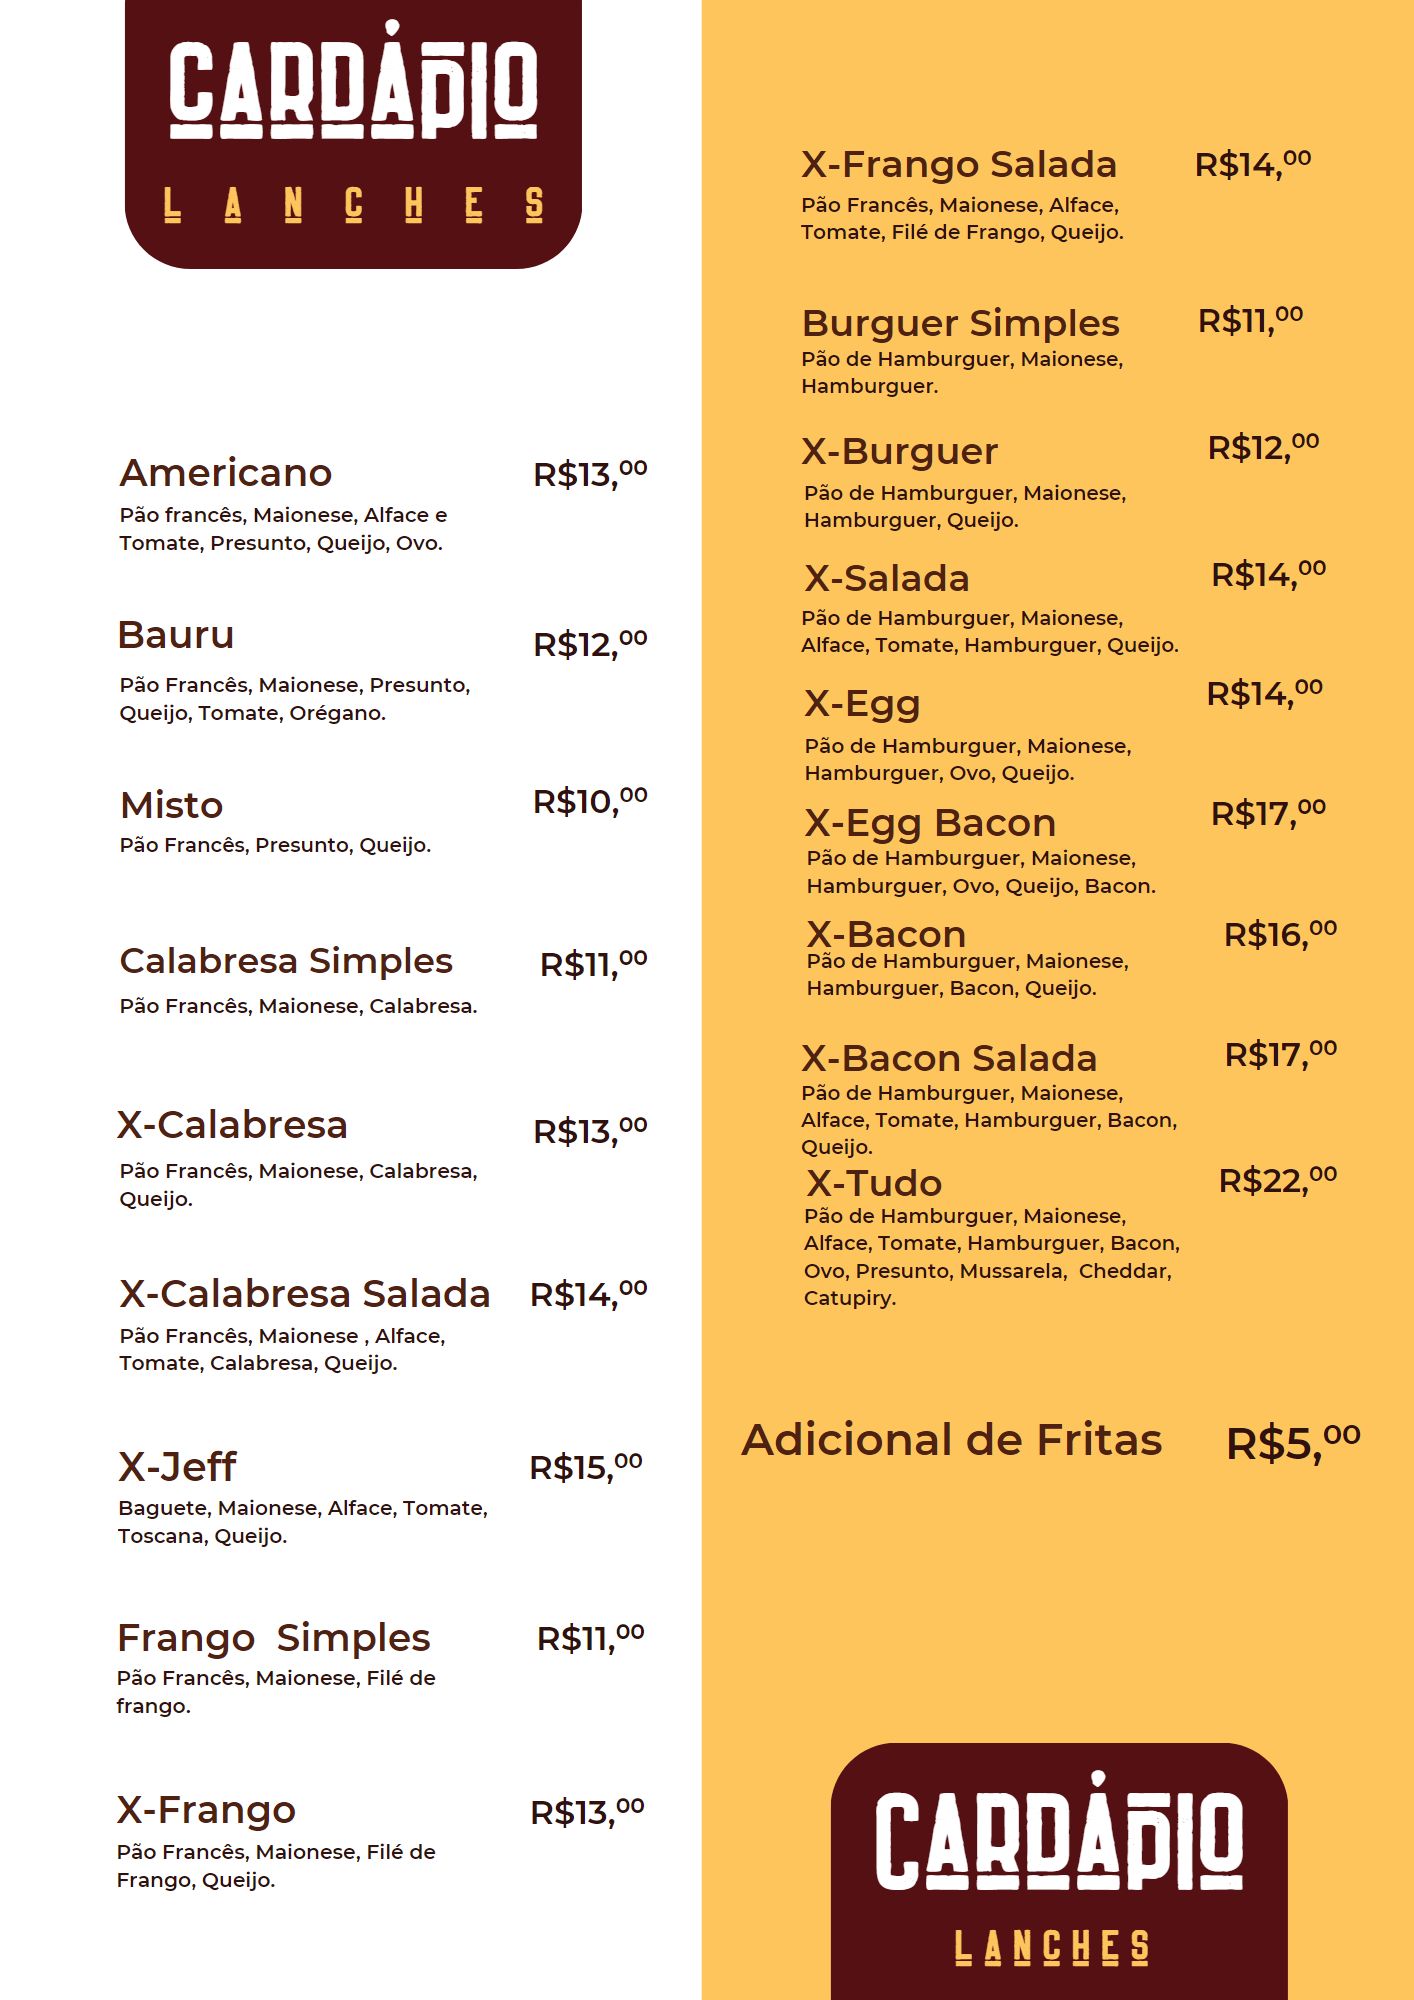 CARDÁPIO
LANCHES
Americano R$13,00
Pão francês, Maionese, Alface e
Tomate, Presunto, Queijo, Ovo.
Bauru R$12,00
Pão Francês, Maionese, Presunto,
Queijo, Tomate, Orégano.
Misto R$10,00
Pão Francês, Presunto, Queijo.
Calabresa Simples R$11,00
Pão Francês, Maionese, Calabresa.
X-Calabresa R$13,00
Pão Francês, Maionese, Calabresa,
Queijo.
X-Calabresa Salada R$14,00
Pão Francês, Maionese , Alface,
Tomate, Calabresa, Queijo.
X-Jeff R$15,00
Baguete, Maionese, Alface, Tomate,
Toscana, Queijo.
Frango  Simples R$11,00
Pão Francês, Maionese, Filé de
frango.
X-Frango R$13,00
Pão Francês, Maionese, Filé de
Frango, Queijo.
X-Frango Salada R$14,00
Pão Francês, Maionese, Alface,
Tomate, Filé de Frango, Queijo.
Burguer Simples R$11,00
Pão de Hamburguer, Maionese,
Hamburguer.
X-Burguer R$12,00
Pão de Hamburguer, Maionese,
Hamburguer, Queijo.
X-Salada R$14,00
Pão de Hamburguer, Maionese,
Alface, Tomate, Hamburguer, Queijo.
X-Egg R$14,00
Pão de Hamburguer, Maionese,
Hamburguer, Ovo, Queijo.
X-Egg Bacon R$17,00
Pão de Hamburguer, Maionese,
Hamburguer, Ovo, Queijo, Bacon.
X-Bacon R$16,00
Pão de Hamburguer, Maionese,
Hamburguer, Bacon, Queijo.
X-Bacon Salada R$17,00
Pão de Hamburguer, Maionese,
Alface, Tomate, Hamburguer, Bacon,
Queijo.
X-Tudo R$22,00
Pão de Hamburguer, Maionese,
Alface, Tomate, Hamburguer, Bacon,
Ovo, Presunto, Mussarela,  Cheddar,
Catupiry.
Adicional de Fritas R$5,00
CARDÁPIO
LANCHES